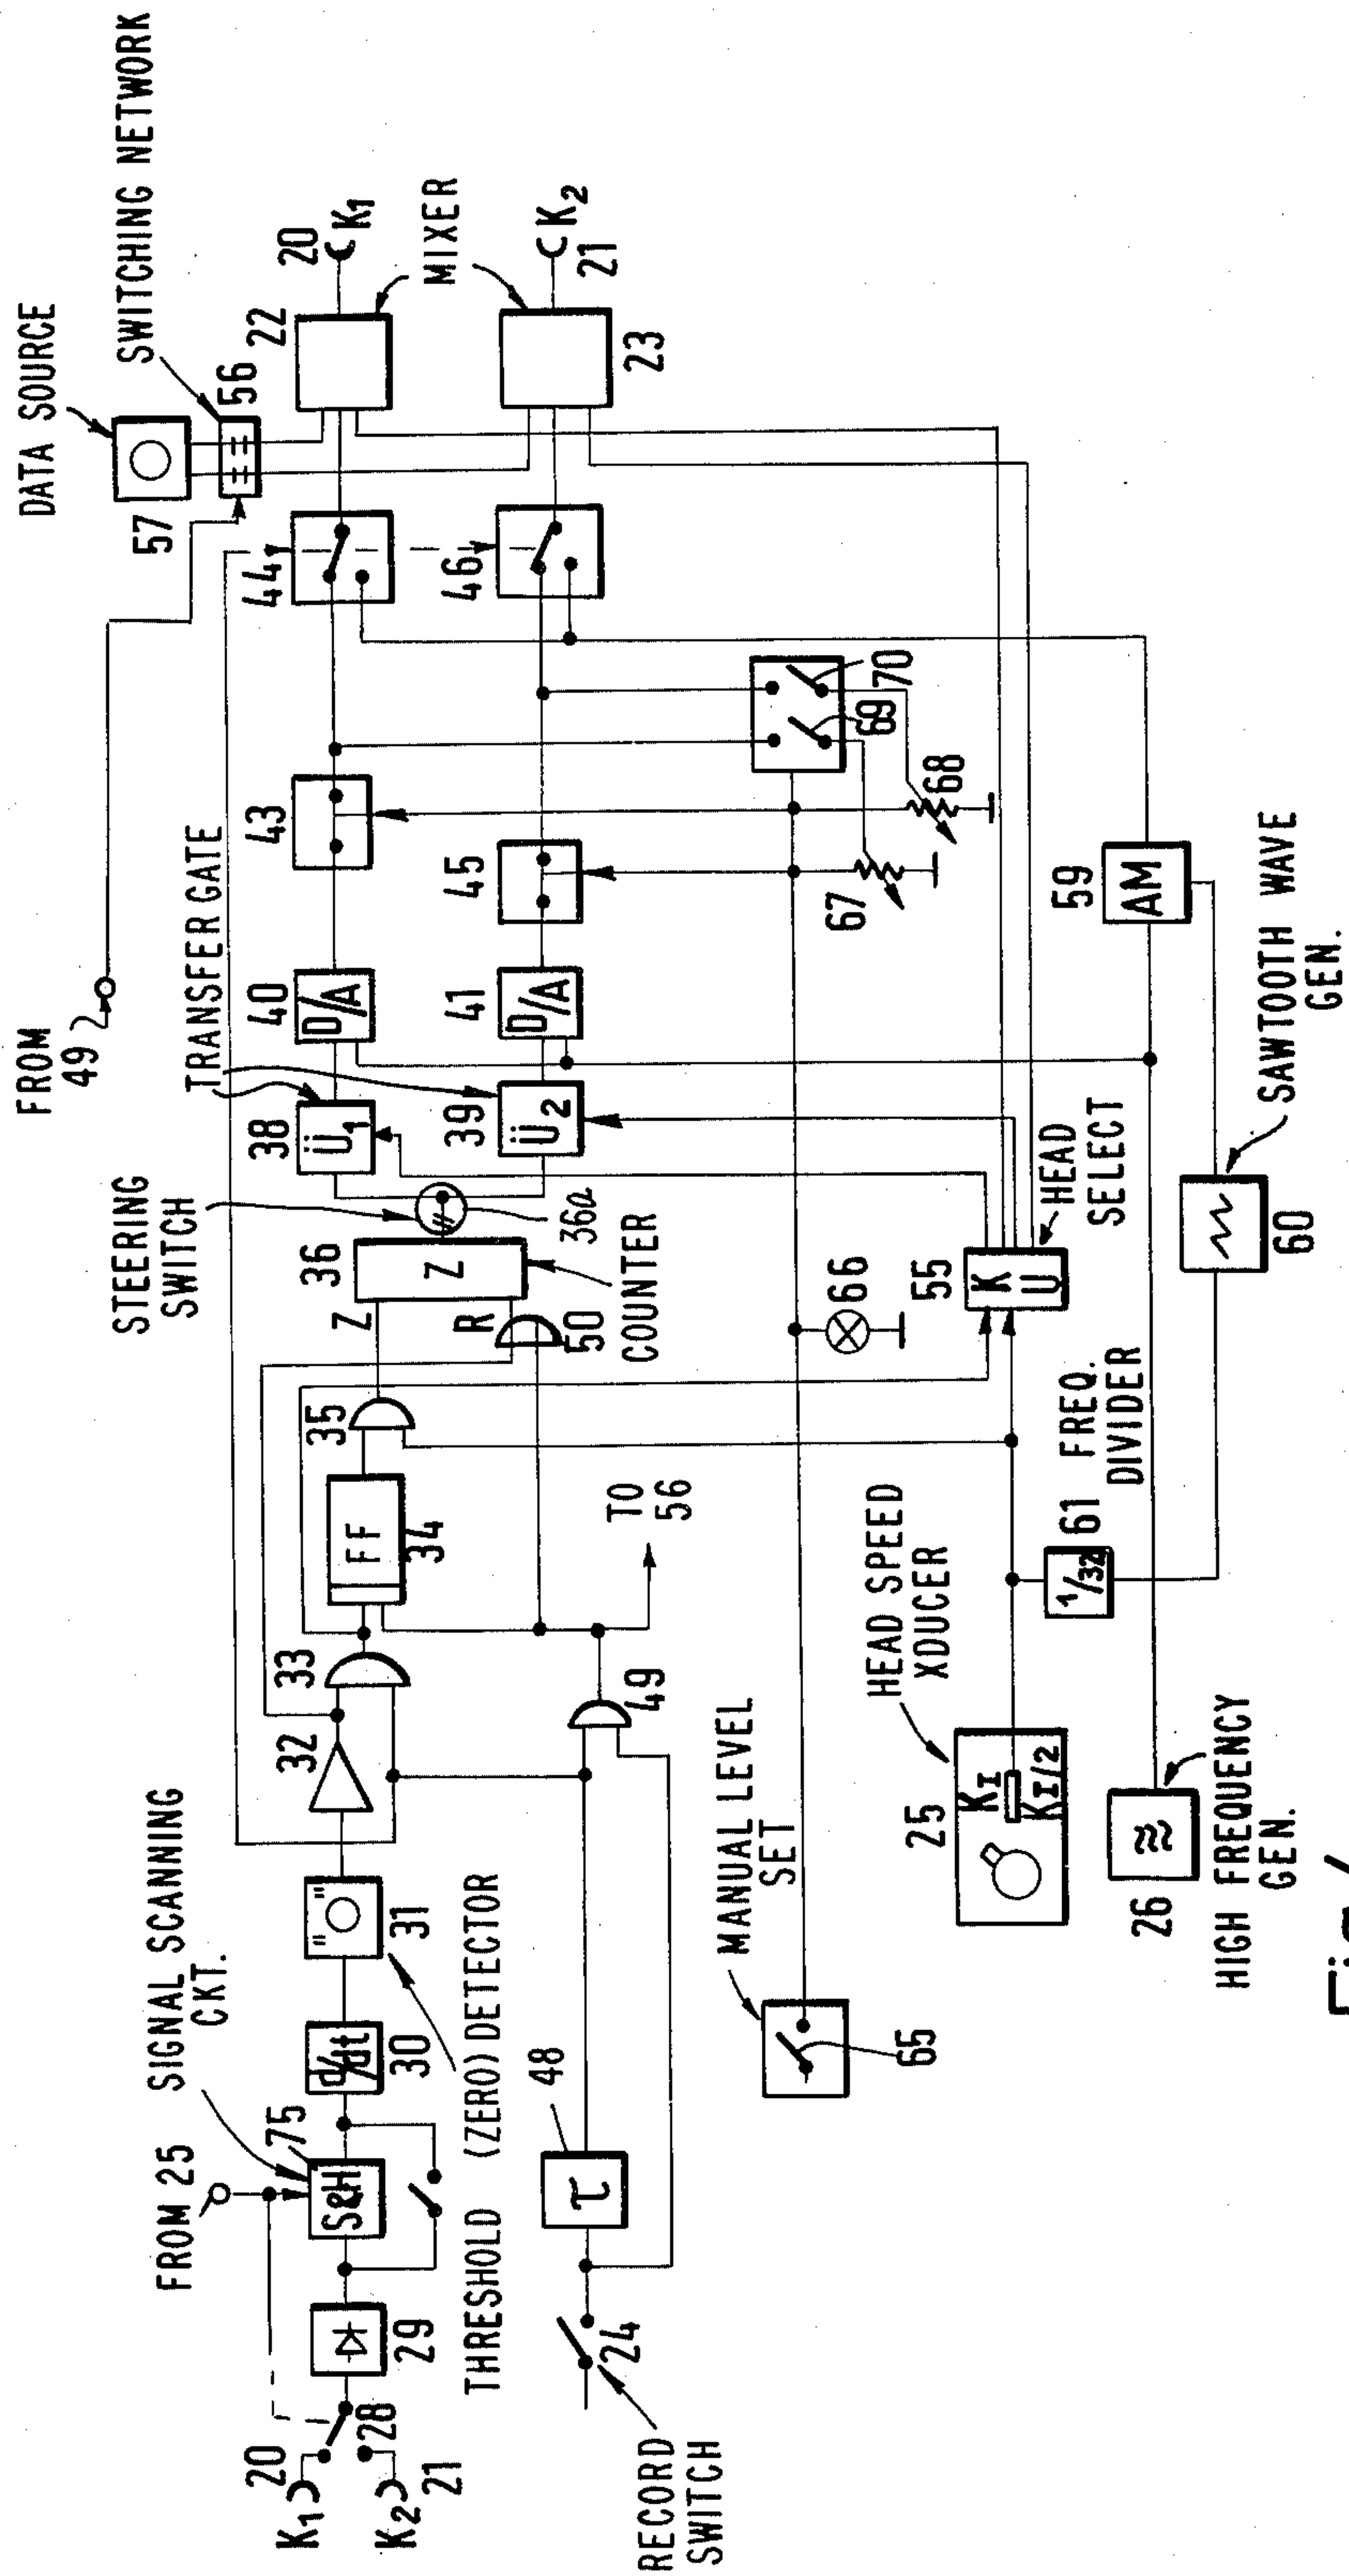 FROM 25
SIGNAL SCANNING
CKT.
K1
20
K2
21
28
29
S&H
75
d/dt
30
"O"
31
THRESHOLD (ZERO) DETECTOR
32
33
FF
34
35
Z
R
50
36
Z
COUNTER
STEERING
SWITCH
36a
38
Ü1
39
Ü2
TRANSFER GATE
40
D/A
41
D/A
43
45
44
46
FROM
49
DATA SOURCE
57
SWITCHING NETWORK
56
22
23
MIXER
20
K1
K2
21
RECORD
SWITCH
24
τ
48
49
TO
56
MANUAL LEVEL
SET
65
66
67
68
69
70
HEAD SPEED
XDUCER
25
KI
KI/2
55
K
U
HEAD
SELECT
1/32
61
FREQ.
DIVIDER
26
HIGH FREQUENCY
GEN.
59
AM
60
SAWTOOTH WAVE
GEN.